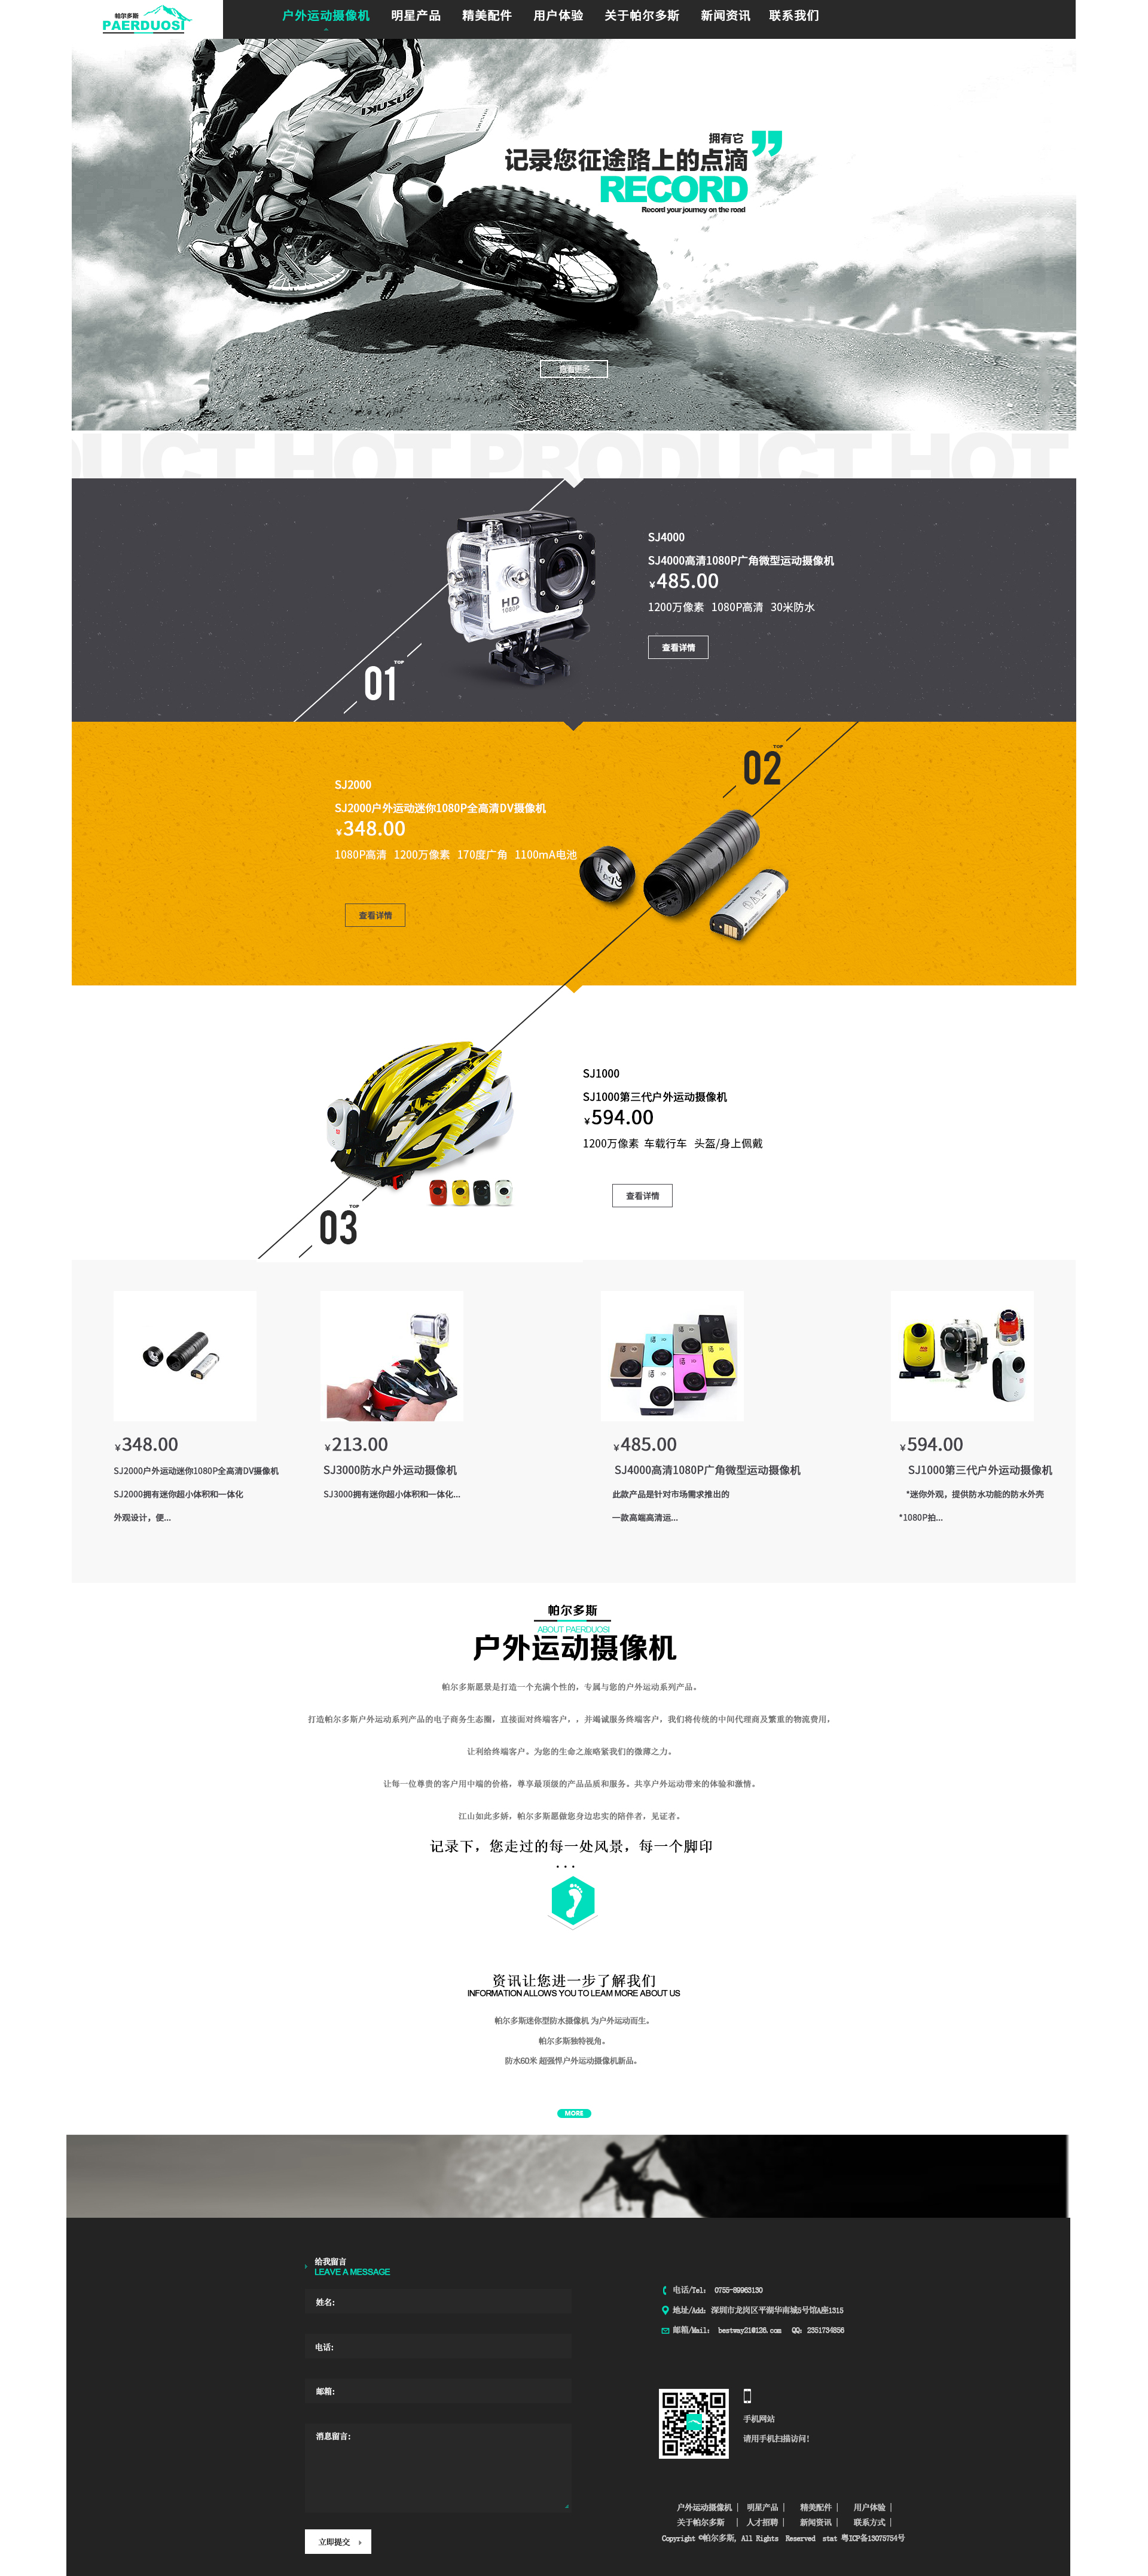 帕尔多斯
PAERDUOSI
户外运动摄像机 明星产品 精美配件 用户体验 关于帕尔多斯 新闻资讯 联系我们
SUZUKI
拥有它
记录您征途路上的点滴
RECORD
Record your journey on the road
查看更多
DUCT HOT PRODUCT HOT
SJ4000
SJ4000高清1080P广角微型运动摄像机
¥485.00
1200万像素 1080P高清 30米防水
查看详情
HD
1080P
TOP
01
TOP
02
SJ2000
SJ2000户外运动迷你1080P全高清DV摄像机
¥348.00
1080P高清 1200万像素 170度广角 1100mA电池
查看详情
SJ1000
SJ1000第三代户外运动摄像机
¥594.00
1200万像素 车载行车 头盔/身上佩戴
查看详情
TOP
03
¥348.00
SJ2000户外运动迷你1080P全高清DV摄像机
SJ2000拥有迷你超小体积和一体化
外观设计，便...
¥213.00
SJ3000防水户外运动摄像机
SJ3000拥有迷你超小体积和一体化...
¥485.00
SJ4000高清1080P广角微型运动摄像机
此款产品是针对市场需求推出的
一款高端高清运...
¥594.00
SJ1000第三代户外运动摄像机
*迷你外观，提供防水功能的防水外壳
*1080P拍...
帕尔多斯
ABOUT PAERDUOSI
户外运动摄像机
帕尔多斯愿景是打造一个充满个性的，专属与您的户外运动系列产品。
打造帕尔多斯户外运动系列产品的电子商务生态圈，直接面对终端客户，，并竭诚服务终端客户，我们将传统的中间代理商及繁重的物流费用，
让利给终端客户。为您的生命之旅略紧我们的微薄之力。
让每一位尊贵的客户用中端的价格，尊享最顶级的产品品质和服务。共享户外运动带来的体验和激情。
江山如此多娇，帕尔多斯愿做您身边忠实的陪伴者，见证者。
记录下，您走过的每一处风景，每一个脚印
...
资讯让您进一步了解我们
INFORMATION ALLOWS YOU TO LEAM MORE ABOUT US
帕尔多斯迷你型防水摄像机 为户外运动而生。
帕尔多斯独特视角。
防水60米 超强悍户外运动摄像机新品。
MORE
给我留言
LEAVE A MESSAGE
姓名:
电话:
邮箱:
消息留言:
立即提交
电话/Tel: 0755-89963130
地址/Add: 深圳市龙岗区平湖华南城5号馆A座1315
邮箱/Mail: bestway21@126.com QQ: 2351734856
手机网站
请用手机扫描访问!
户外运动摄像机 | 明星产品 | 精美配件 | 用户体验 |
关于帕尔多斯 | 人才招聘 | 新闻资讯 | 联系方式 |
Copyright ©帕尔多斯, All Rights Reserved stat 粤ICP备13075754号